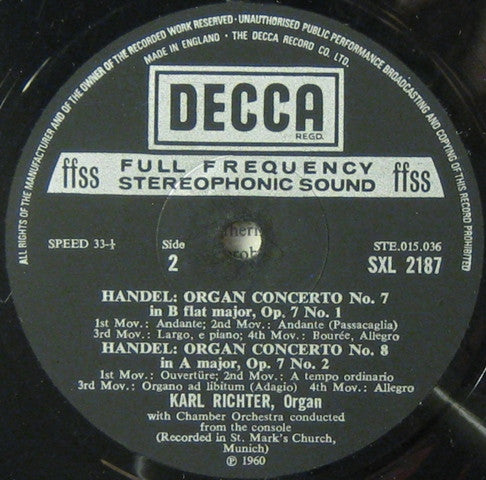 ALL RIGHTS OF THE MANUFACTURER AND OF THE OWNER OF THE RECORDED WORK RESERVED · UNAUTHORISED PUBLIC PERFORMANCE BROADCASTING AND COPYING OF THIS RECORD PROHIBITED
MADE IN ENGLAND · THE DECCA RECORD CO. LTD.
DECCA
REGD.
ffss FULL FREQUENCY ffss
STEREOPHONIC SOUND
SPEED 33-⅓ Side STE.015.036
2 SXL 2187
HANDEL: ORGAN CONCERTO No. 7
in B flat major, Op. 7 No. 1
1st Mov.: Andante; 2nd Mov.: Andante (Passacaglia)
3rd Mov.: Largo, e piano; 4th Mov.: Bourée, Allegro
HANDEL: ORGAN CONCERTO No. 8
in A major, Op. 7 No. 2
1st Mov.: Ouvertüre; 2nd Mov.: A tempo ordinario
3rd Mov.: Organo ad libitum (Adagio) 4th Mov.: Allegro
KARL RICHTER, Organ
with Chamber Orchestra conducted
from the console
(Recorded in St. Mark's Church,
Munich)
℗ 1960